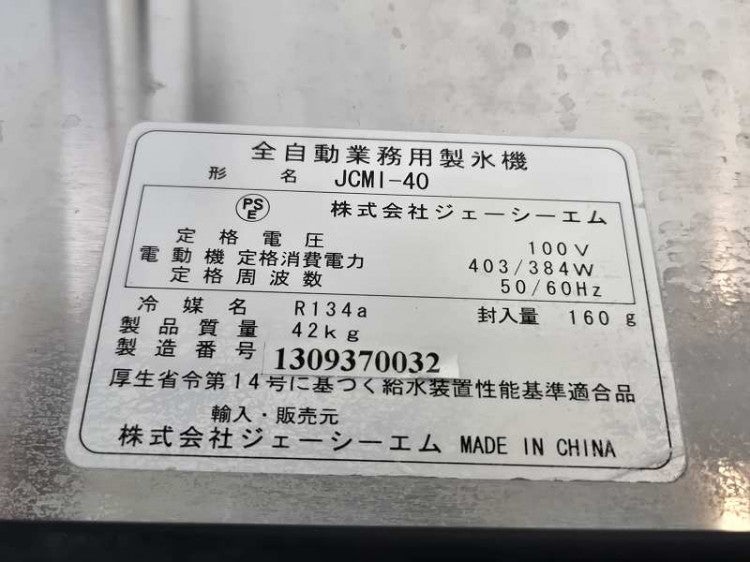 全自動業務用製氷機
形名 JCMI-40
PSE 株式会社ジェーシーエム
定格電圧 100V
電動機定格消費電力 403/384W
定格周波数 50/60Hz
冷媒名 R134a 封入量 160g
製品質量 42kg
製造番号 1309370032
厚生省令第14号に基づく給水装置性能基準適合品
輸入・販売元
株式会社ジェーシーエム MADE IN CHINA